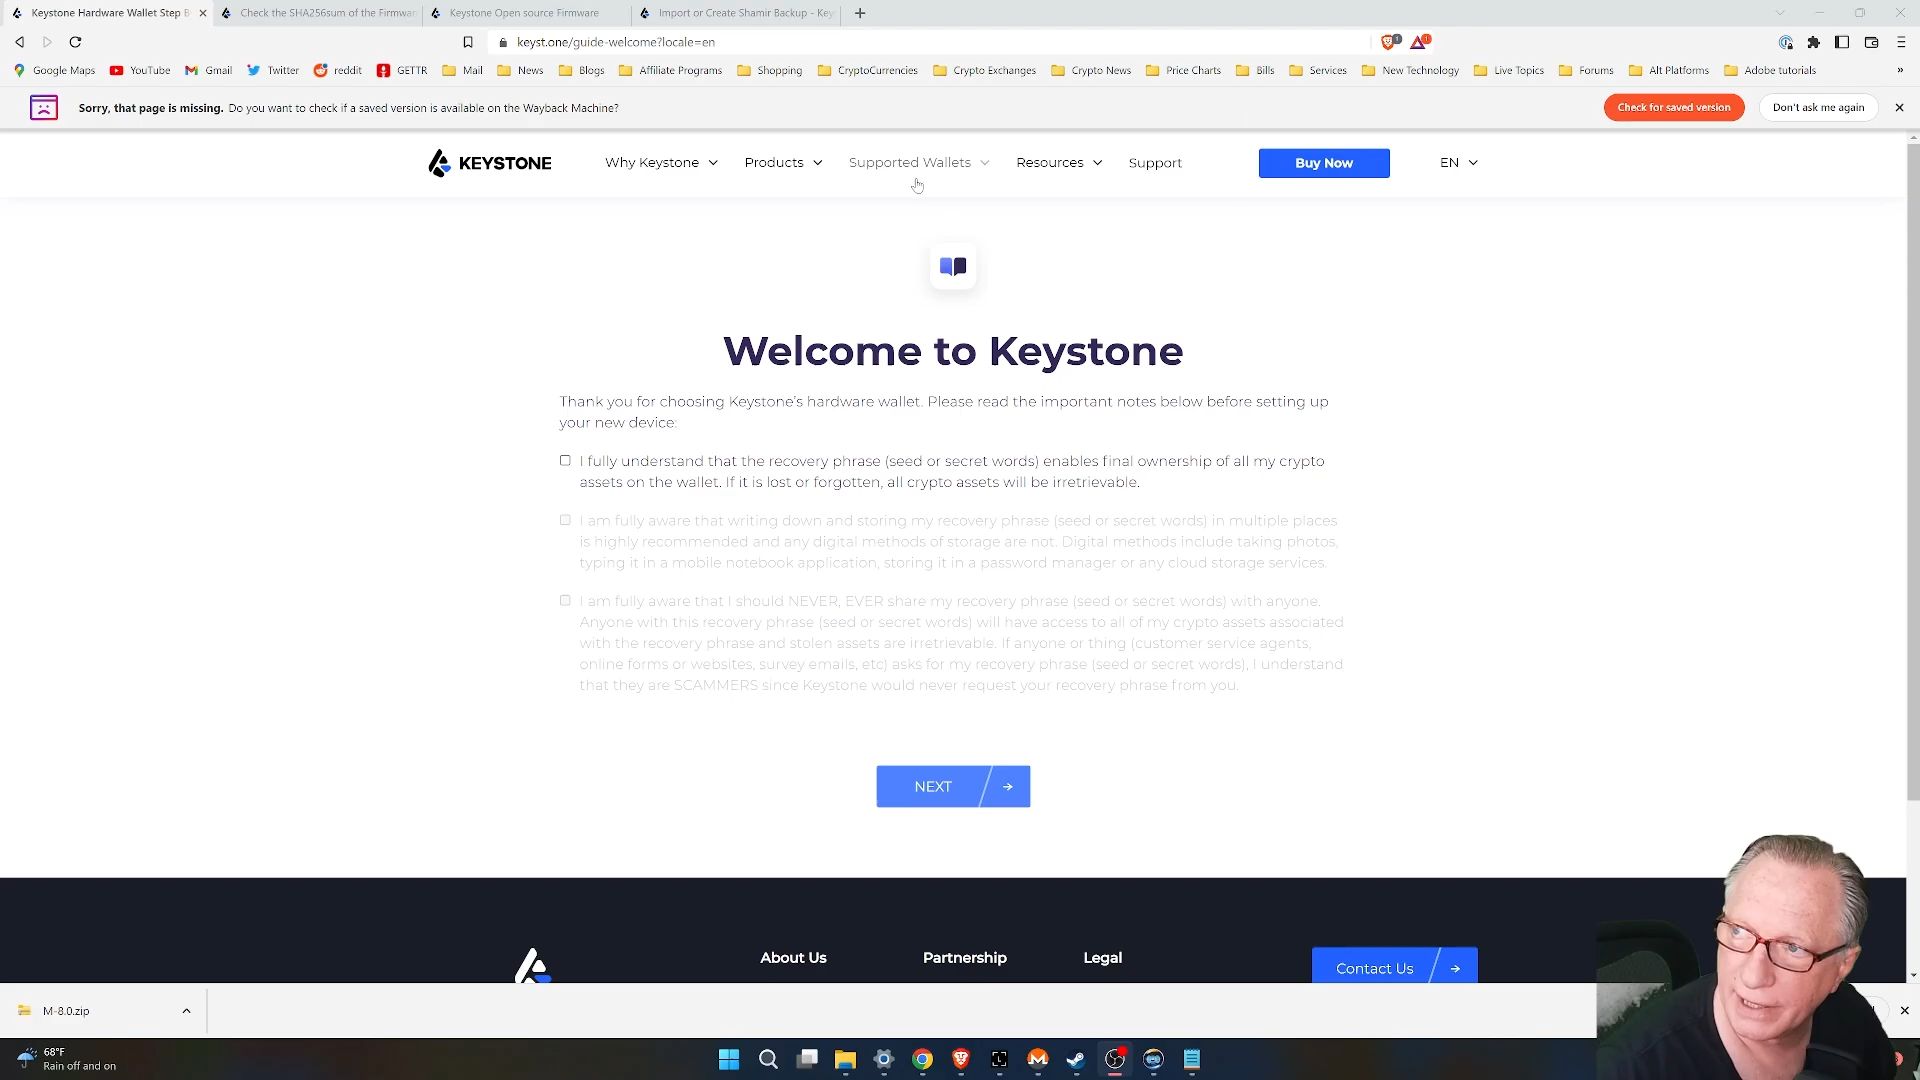 Keystone Hardware Wallet Step B
Check the SHA256sum of the Firmwar
Keystone Open source Firmware
Import or Create Shamir Backup - Key
keyst.one/guide-welcome?locale=en
Google Maps YouTube Gmail Twitter reddit GETTR Mail News Blogs Affiliate Programs Shopping CryptoCurrencies Crypto Exchanges Crypto News Price Charts Bills Services New Technology Live Topics Forums Alt Platforms Adobe tutorials
Sorry, that page is missing. Do you want to check if a saved version is available on the Wayback Machine?
Check for saved version
Don't ask me again
KEYSTONE
Why Keystone
Products
Supported Wallets
Resources
Support
Buy Now
EN
Welcome to Keystone
Thank you for choosing Keystone's hardware wallet. Please read the important notes below before setting up
your new device:
I fully understand that the recovery phrase (seed or secret words) enables final ownership of all my crypto
assets on the wallet. If it is lost or forgotten, all crypto assets will be irretrievable.
I am fully aware that writing down and storing my recovery phrase (seed or secret words) in multiple places
is highly recommended and any digital methods of storage are not. Digital methods include taking photos,
typing it in a mobile notebook application, storing it in a password manager or any cloud storage services.
I am fully aware that I should NEVER, EVER share my recovery phrase (seed or secret words) with anyone.
Anyone with this recovery phrase (seed or secret words) will have access to all of my crypto assets associated
with the recovery phrase and stolen assets are irretrievable. If anyone or thing (customer service agents,
online forms or websites, survey emails, etc) asks for my recovery phrase (seed or secret words), I understand
that they are SCAMMERS since Keystone would never request your recovery phrase from you.
NEXT
About Us
Partnership
Legal
Contact Us
M-8.0.zip
68°F
Rain off and on